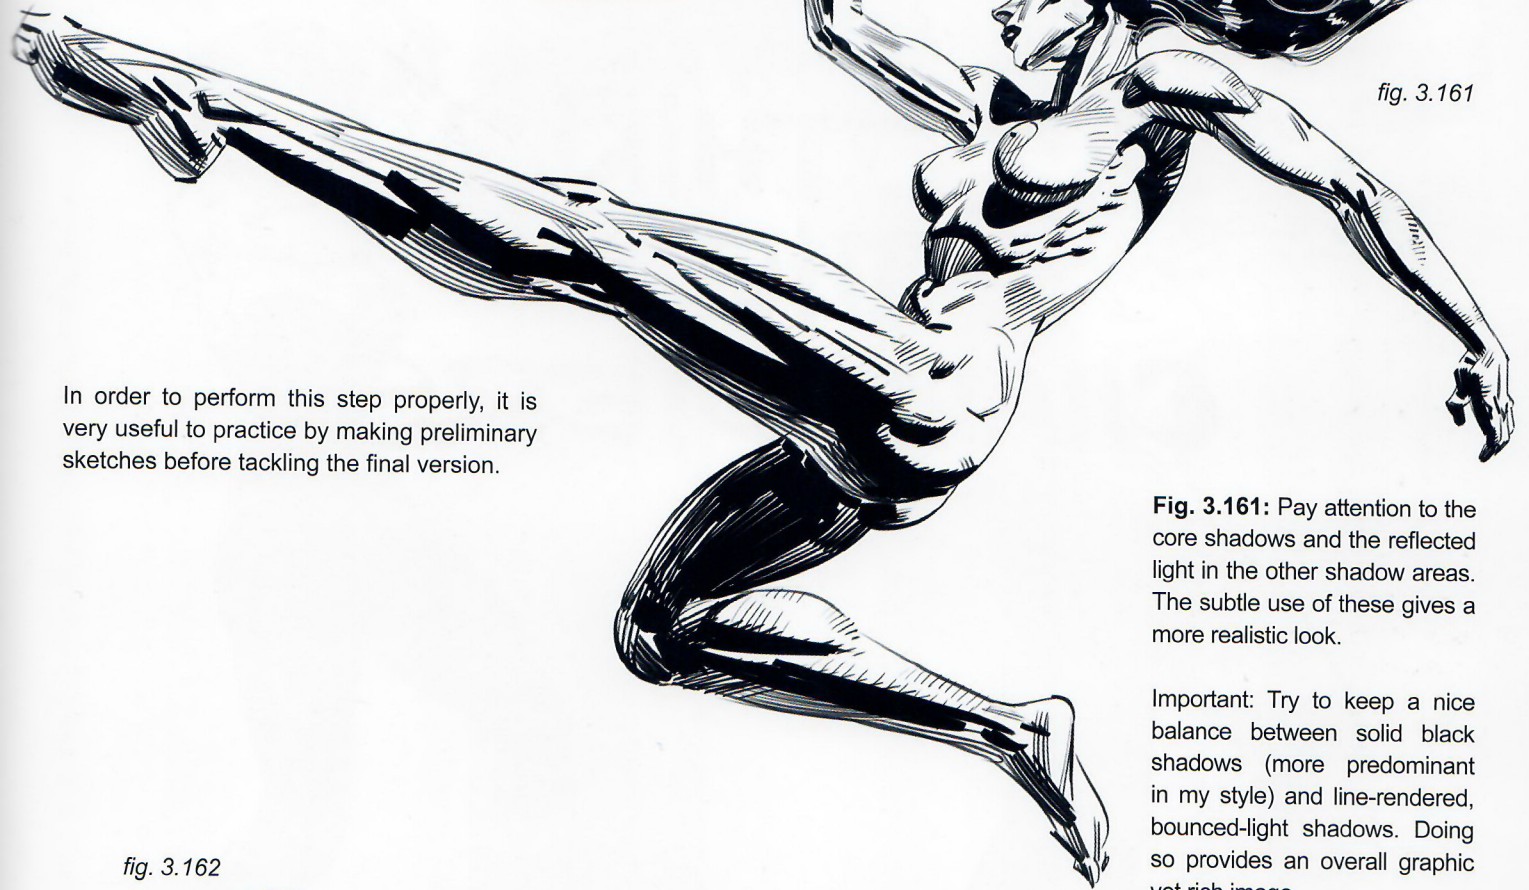 fig. 3.161
In order to perform this step properly, it is
very useful to practice by making preliminary
sketches before tackling the final version.
Fig. 3.161: Pay attention to the
core shadows and the reflected
light in the other shadow areas.
The subtle use of these gives a
more realistic look.
Important: Try to keep a nice
balance between solid black
shadows (more predominant
in my style) and line-rendered,
bounced-light shadows. Doing
so provides an overall graphic
yet rich image.
fig. 3.162